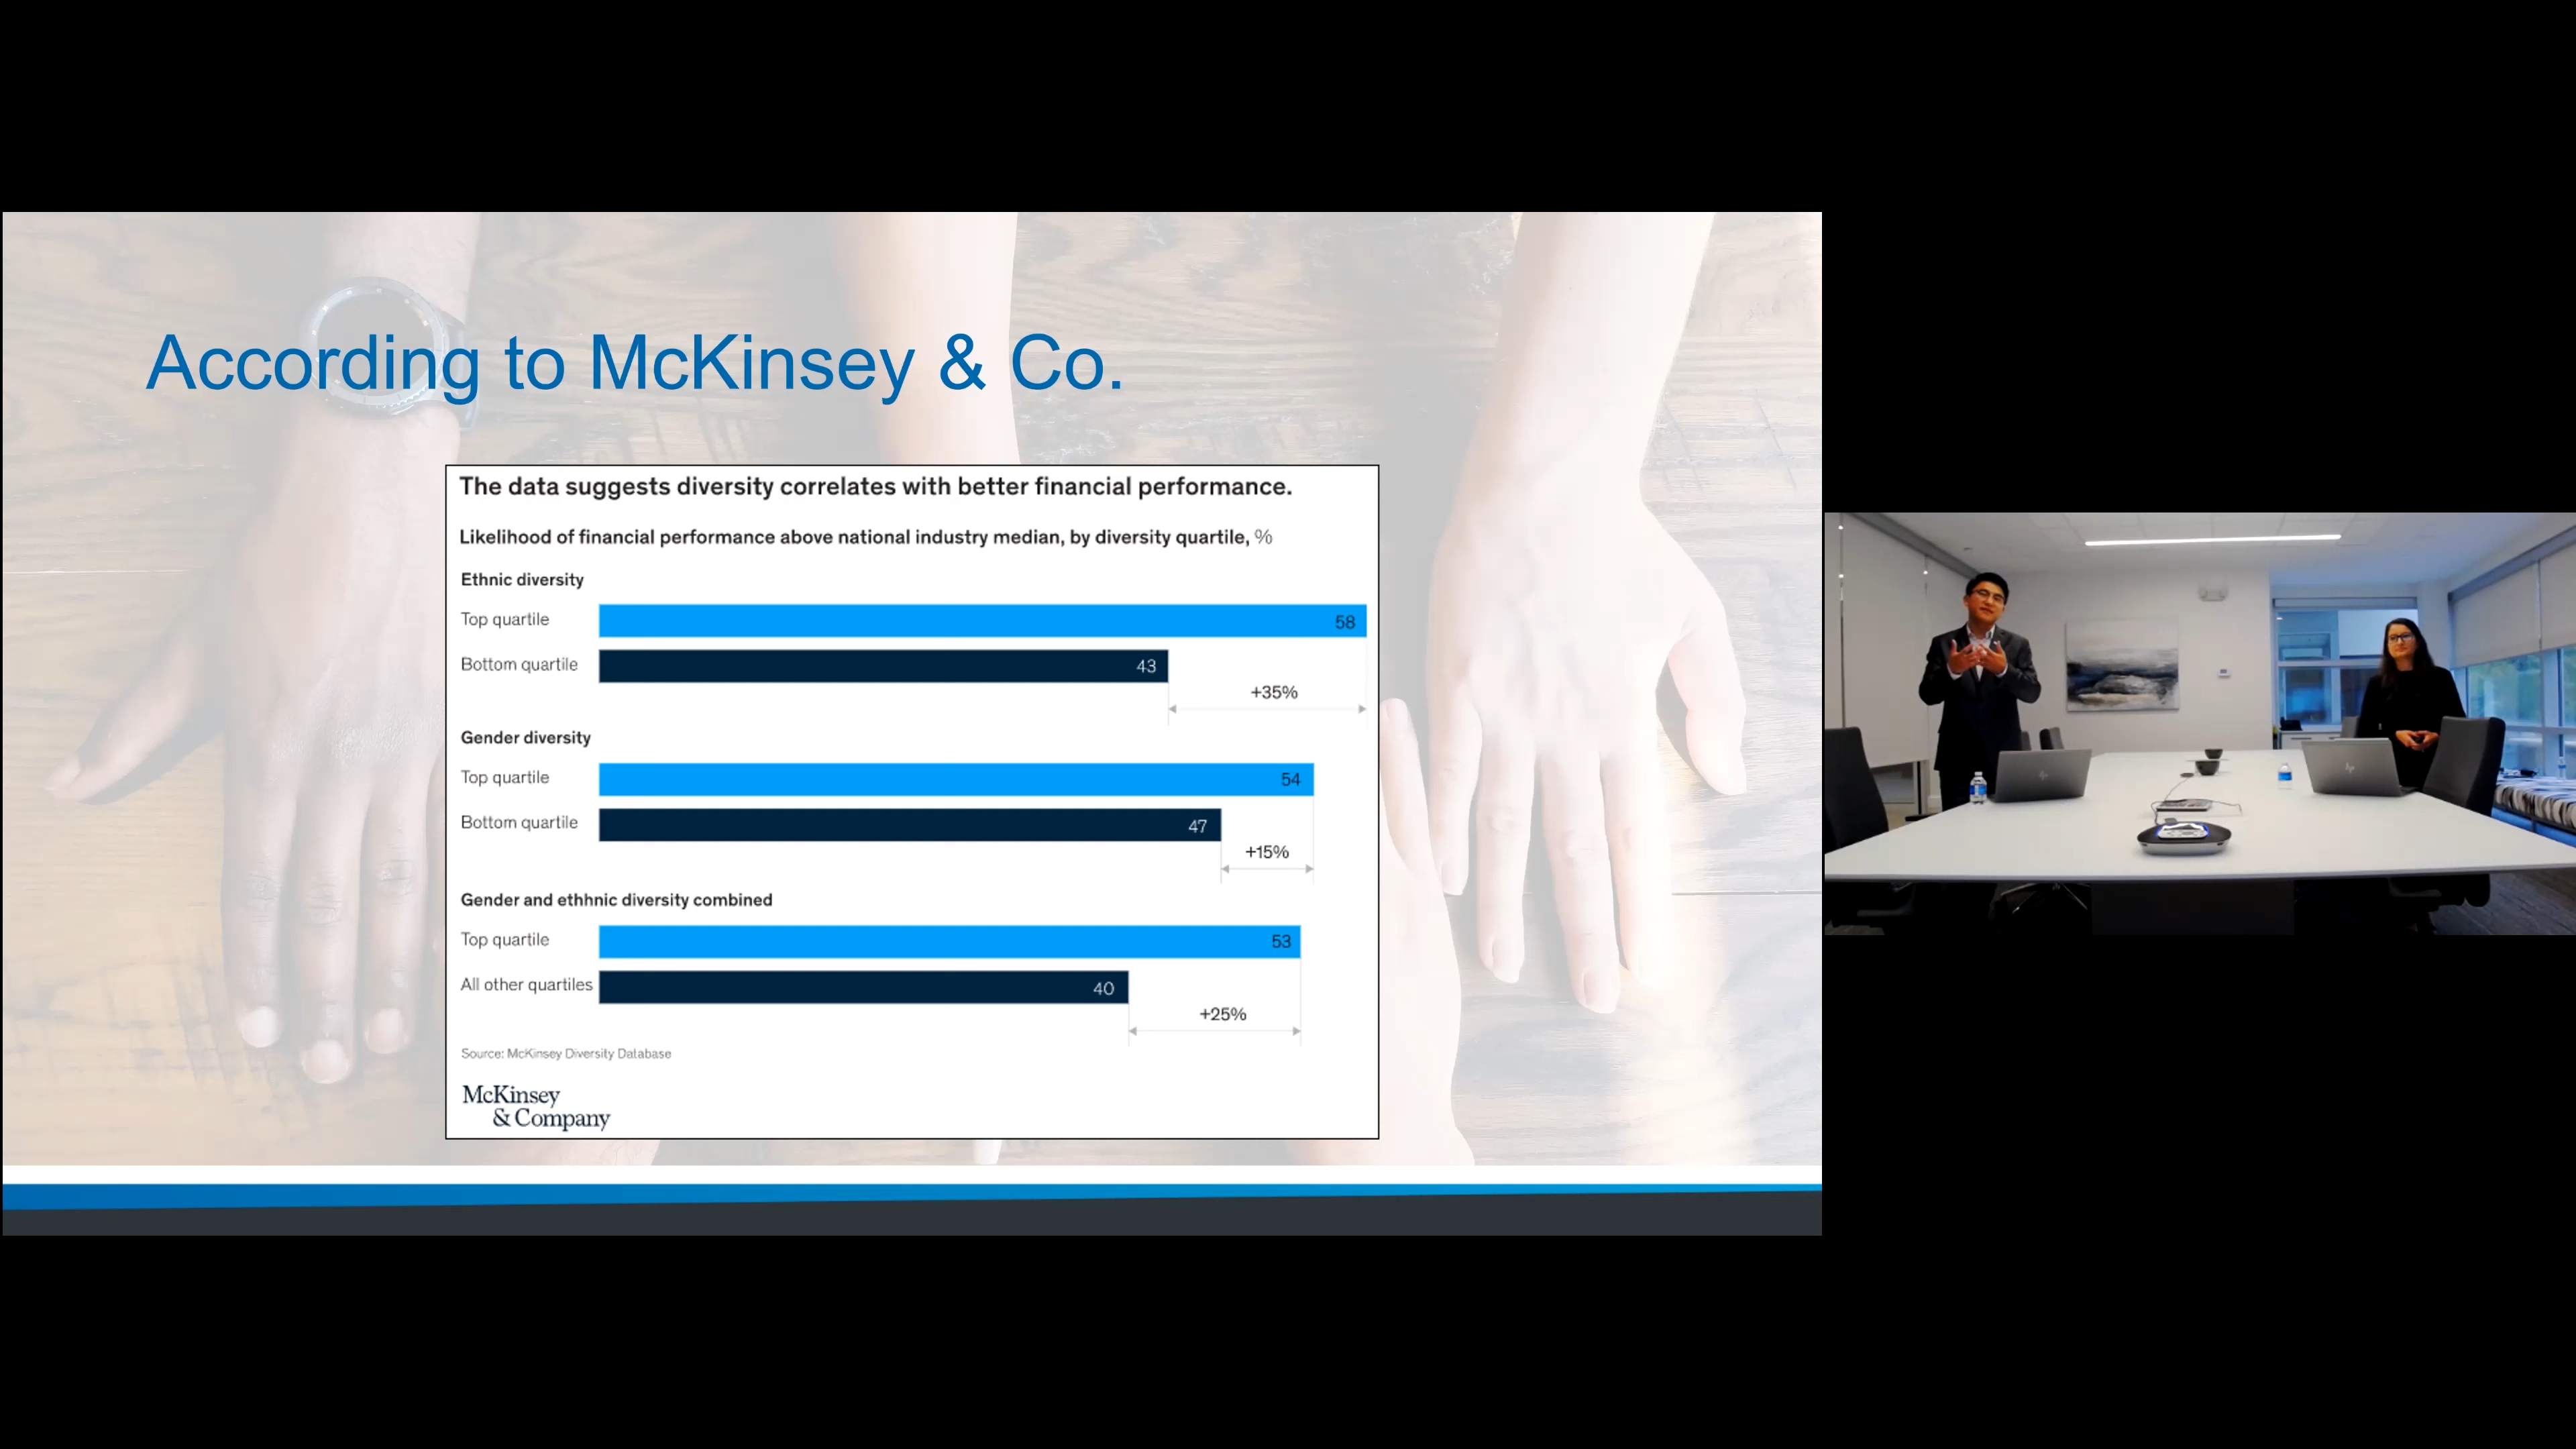 According to McKinsey & Co.
The data suggests diversity correlates with better financial performance.
Likelihood of financial performance above national industry median, by diversity quartile, %
Ethnic diversity
Top quartile 58
Bottom quartile 43
+35%
Gender diversity
Top quartile 54
Bottom quartile 47
+15%
Gender and ethhnic diversity combined
Top quartile 53
All other quartiles 40
+25%
Source: McKinsey Diversity Database
McKinsey
& Company
hp
hp